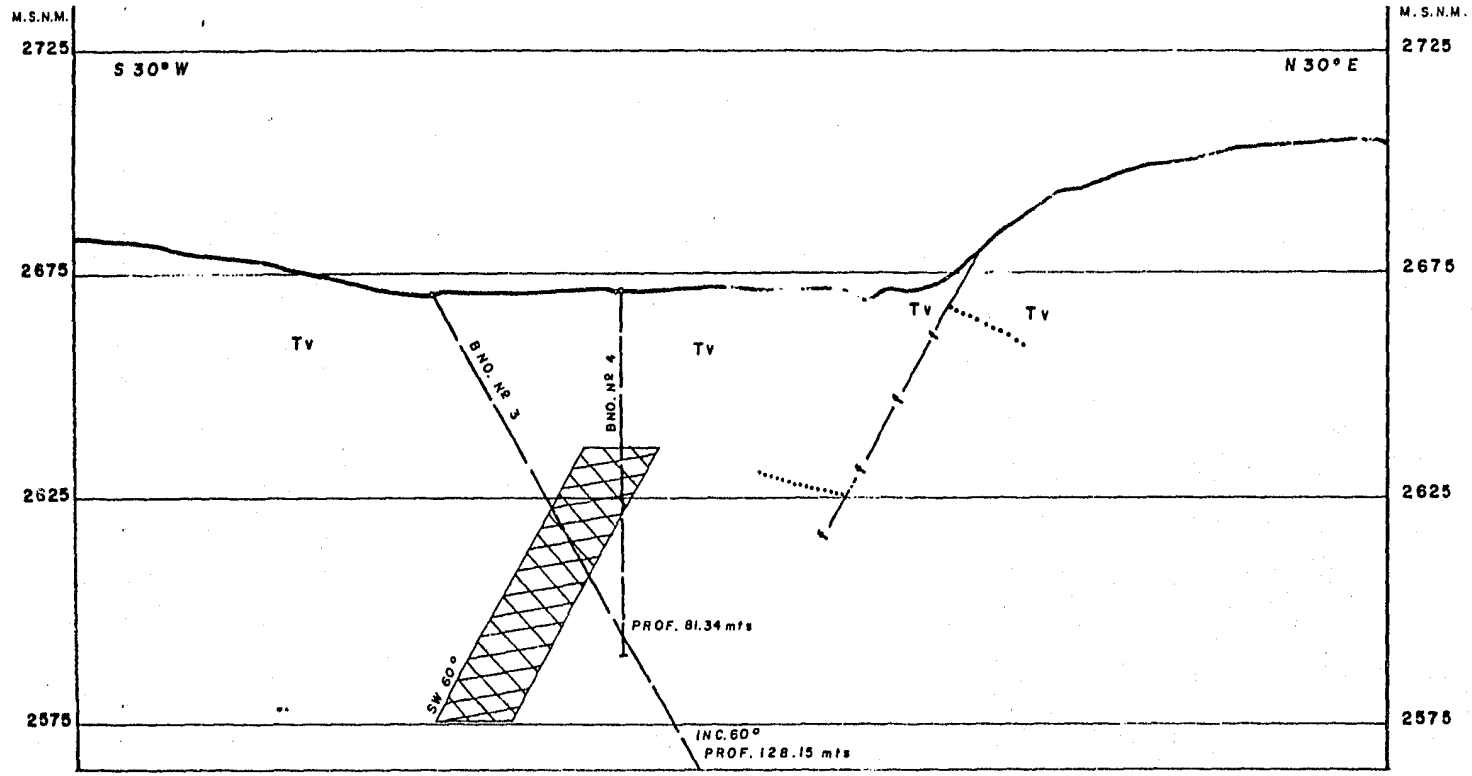 M.S.N.M.
M.S.N.M.
2725
2725
S 30° W
N 30° E
2675
2675
Tv
Tv
Tv
Tv
BNO. Nº 3
BNO. Nº 4
f
f
f
f
2625
2625
PROF. 81.34 mts
SW 60°
2575
2575
INC. 60°
PROF. 128.15 mts